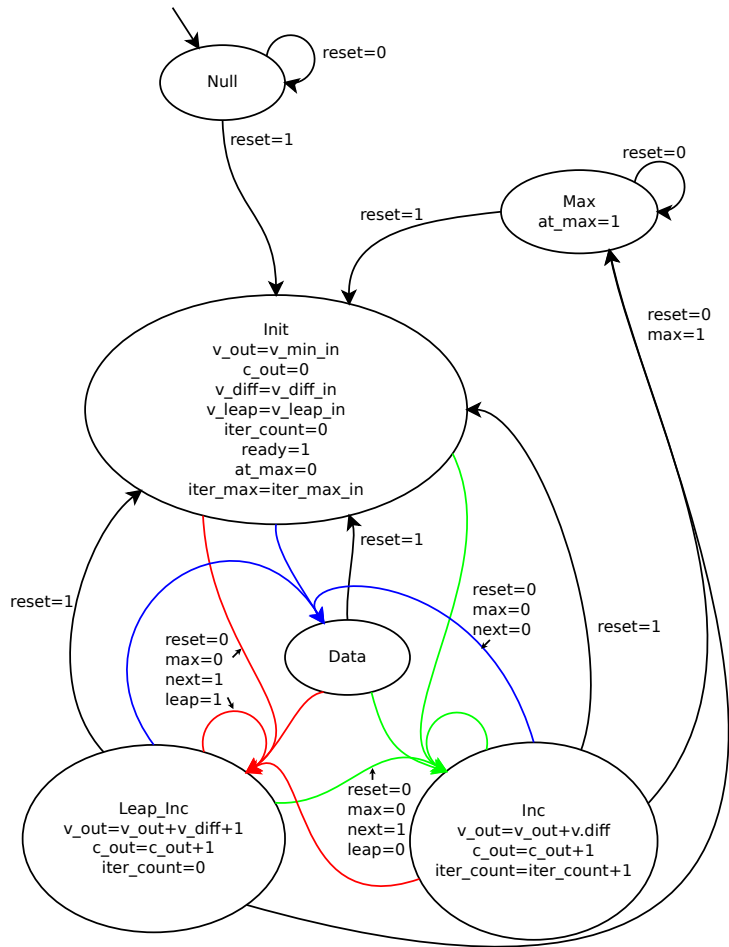 reset=0
Null
reset=1
reset=0
Max
at_max=1
reset=1
reset=0
max=1
Init
v_out=v_min_in
c_out=0
v_diff=v_diff_in
v_leap=v_leap_in
iter_count=0
ready=1
at_max=0
iter_max=iter_max_in
reset=1
reset=1
reset=0
max=0
next=0
reset=1
reset=0
max=0
next=1
leap=1
Data
reset=0
max=0
next=1
leap=0
Leap_Inc
v_out=v_out+v_diff+1
c_out=c_out+1
iter_count=0
Inc
v_out=v_out+v.diff
c_out=c_out+1
iter_count=iter_count+1